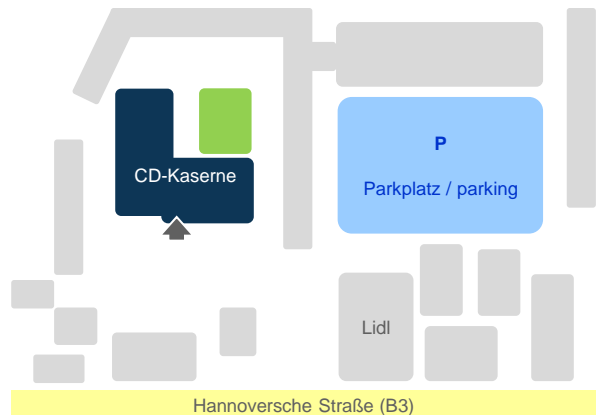 P
CD-Kaserne
Parkplatz / parking
Lidl
Hannoversche Straße (B3)